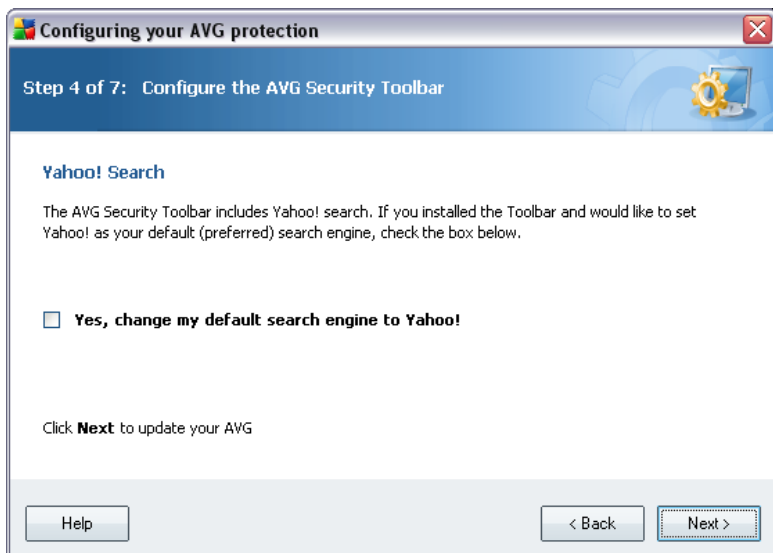 Configuring your AVG protection
Step 4 of 7: Configure the AVG Security Toolbar
Yahoo! Search
The AVG Security Toolbar includes Yahoo! search. If you installed the Toolbar and would like to set
Yahoo! as your default (preferred) search engine, check the box below.
Yes, change my default search engine to Yahoo!
Click Next to update your AVG
Help
< Back
Next >